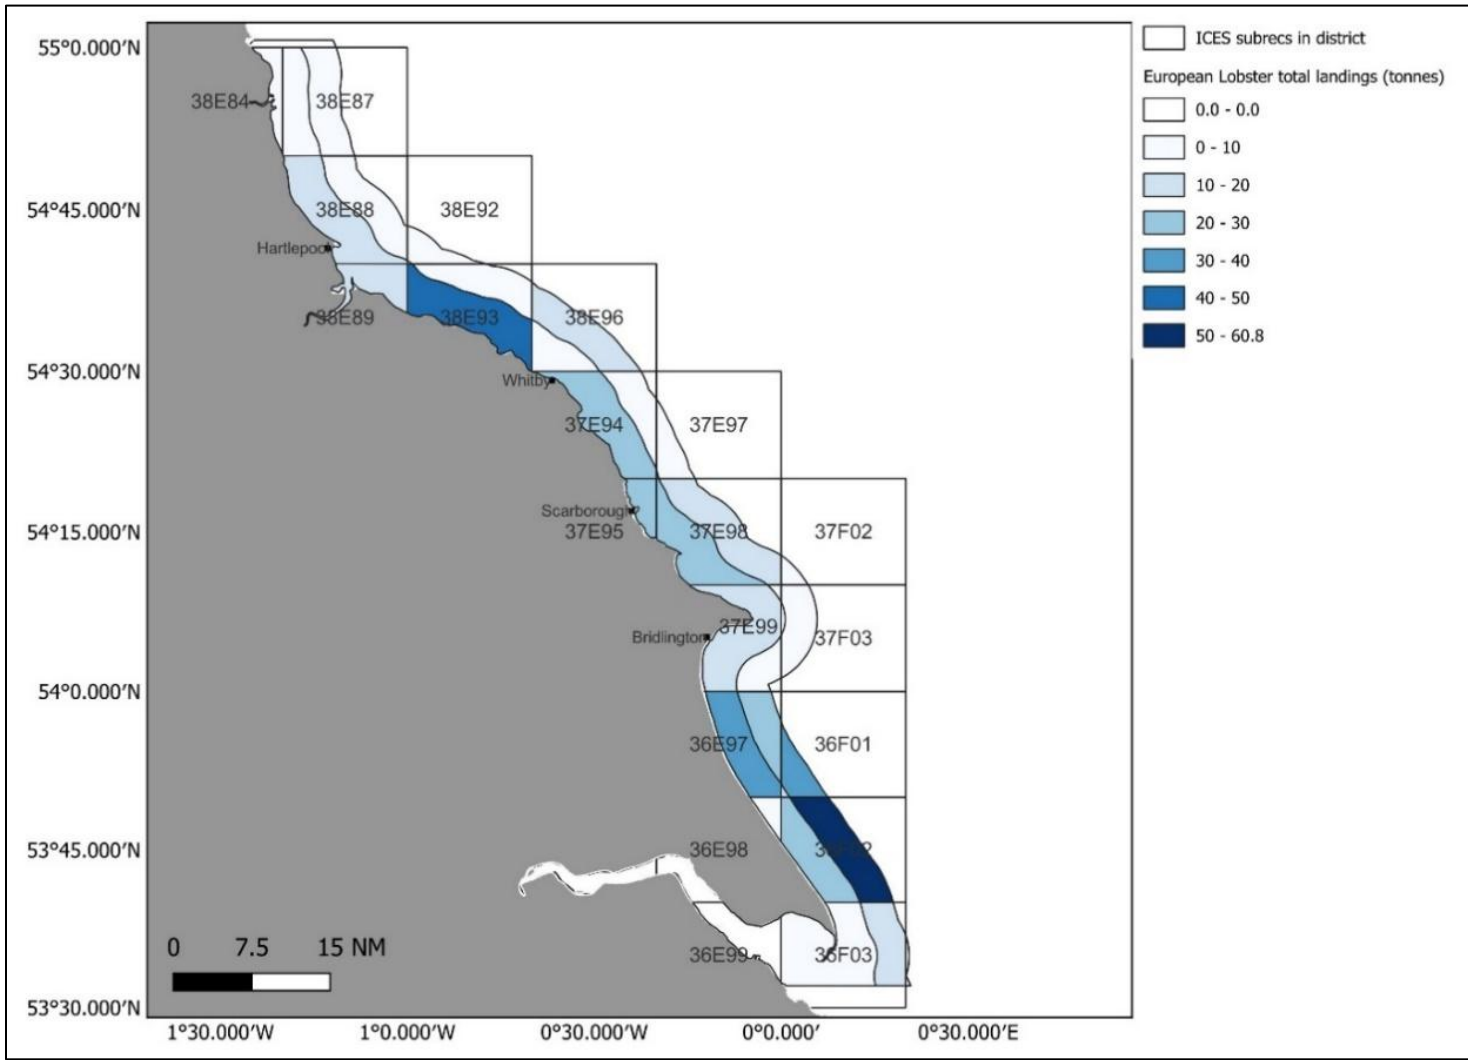 ICES subrecs in district
European Lobster total landings (tonnes)
0.0 - 0.0
0 - 10
10 - 20
20 - 30
30 - 40
40 - 50
50 - 60.8
55°0.000′N
54°45.000′N
54°30.000′N
54°15.000′N
54°0.000′N
53°45.000′N
53°30.000′N
38E84
38E87
38E88
38E92
Hartlepool
38E89
38E93
38E96
Whitby
37E94
37E97
Scarborough
37E95
37E98
37F02
37E99
Bridlington
37F03
36E97
36F01
36E98
36F02
36E99
36F03
0 7.5 15 NM
1°30.000′W 1°0.000′W 0°30.000′W 0°0.000′ 0°30.000′E